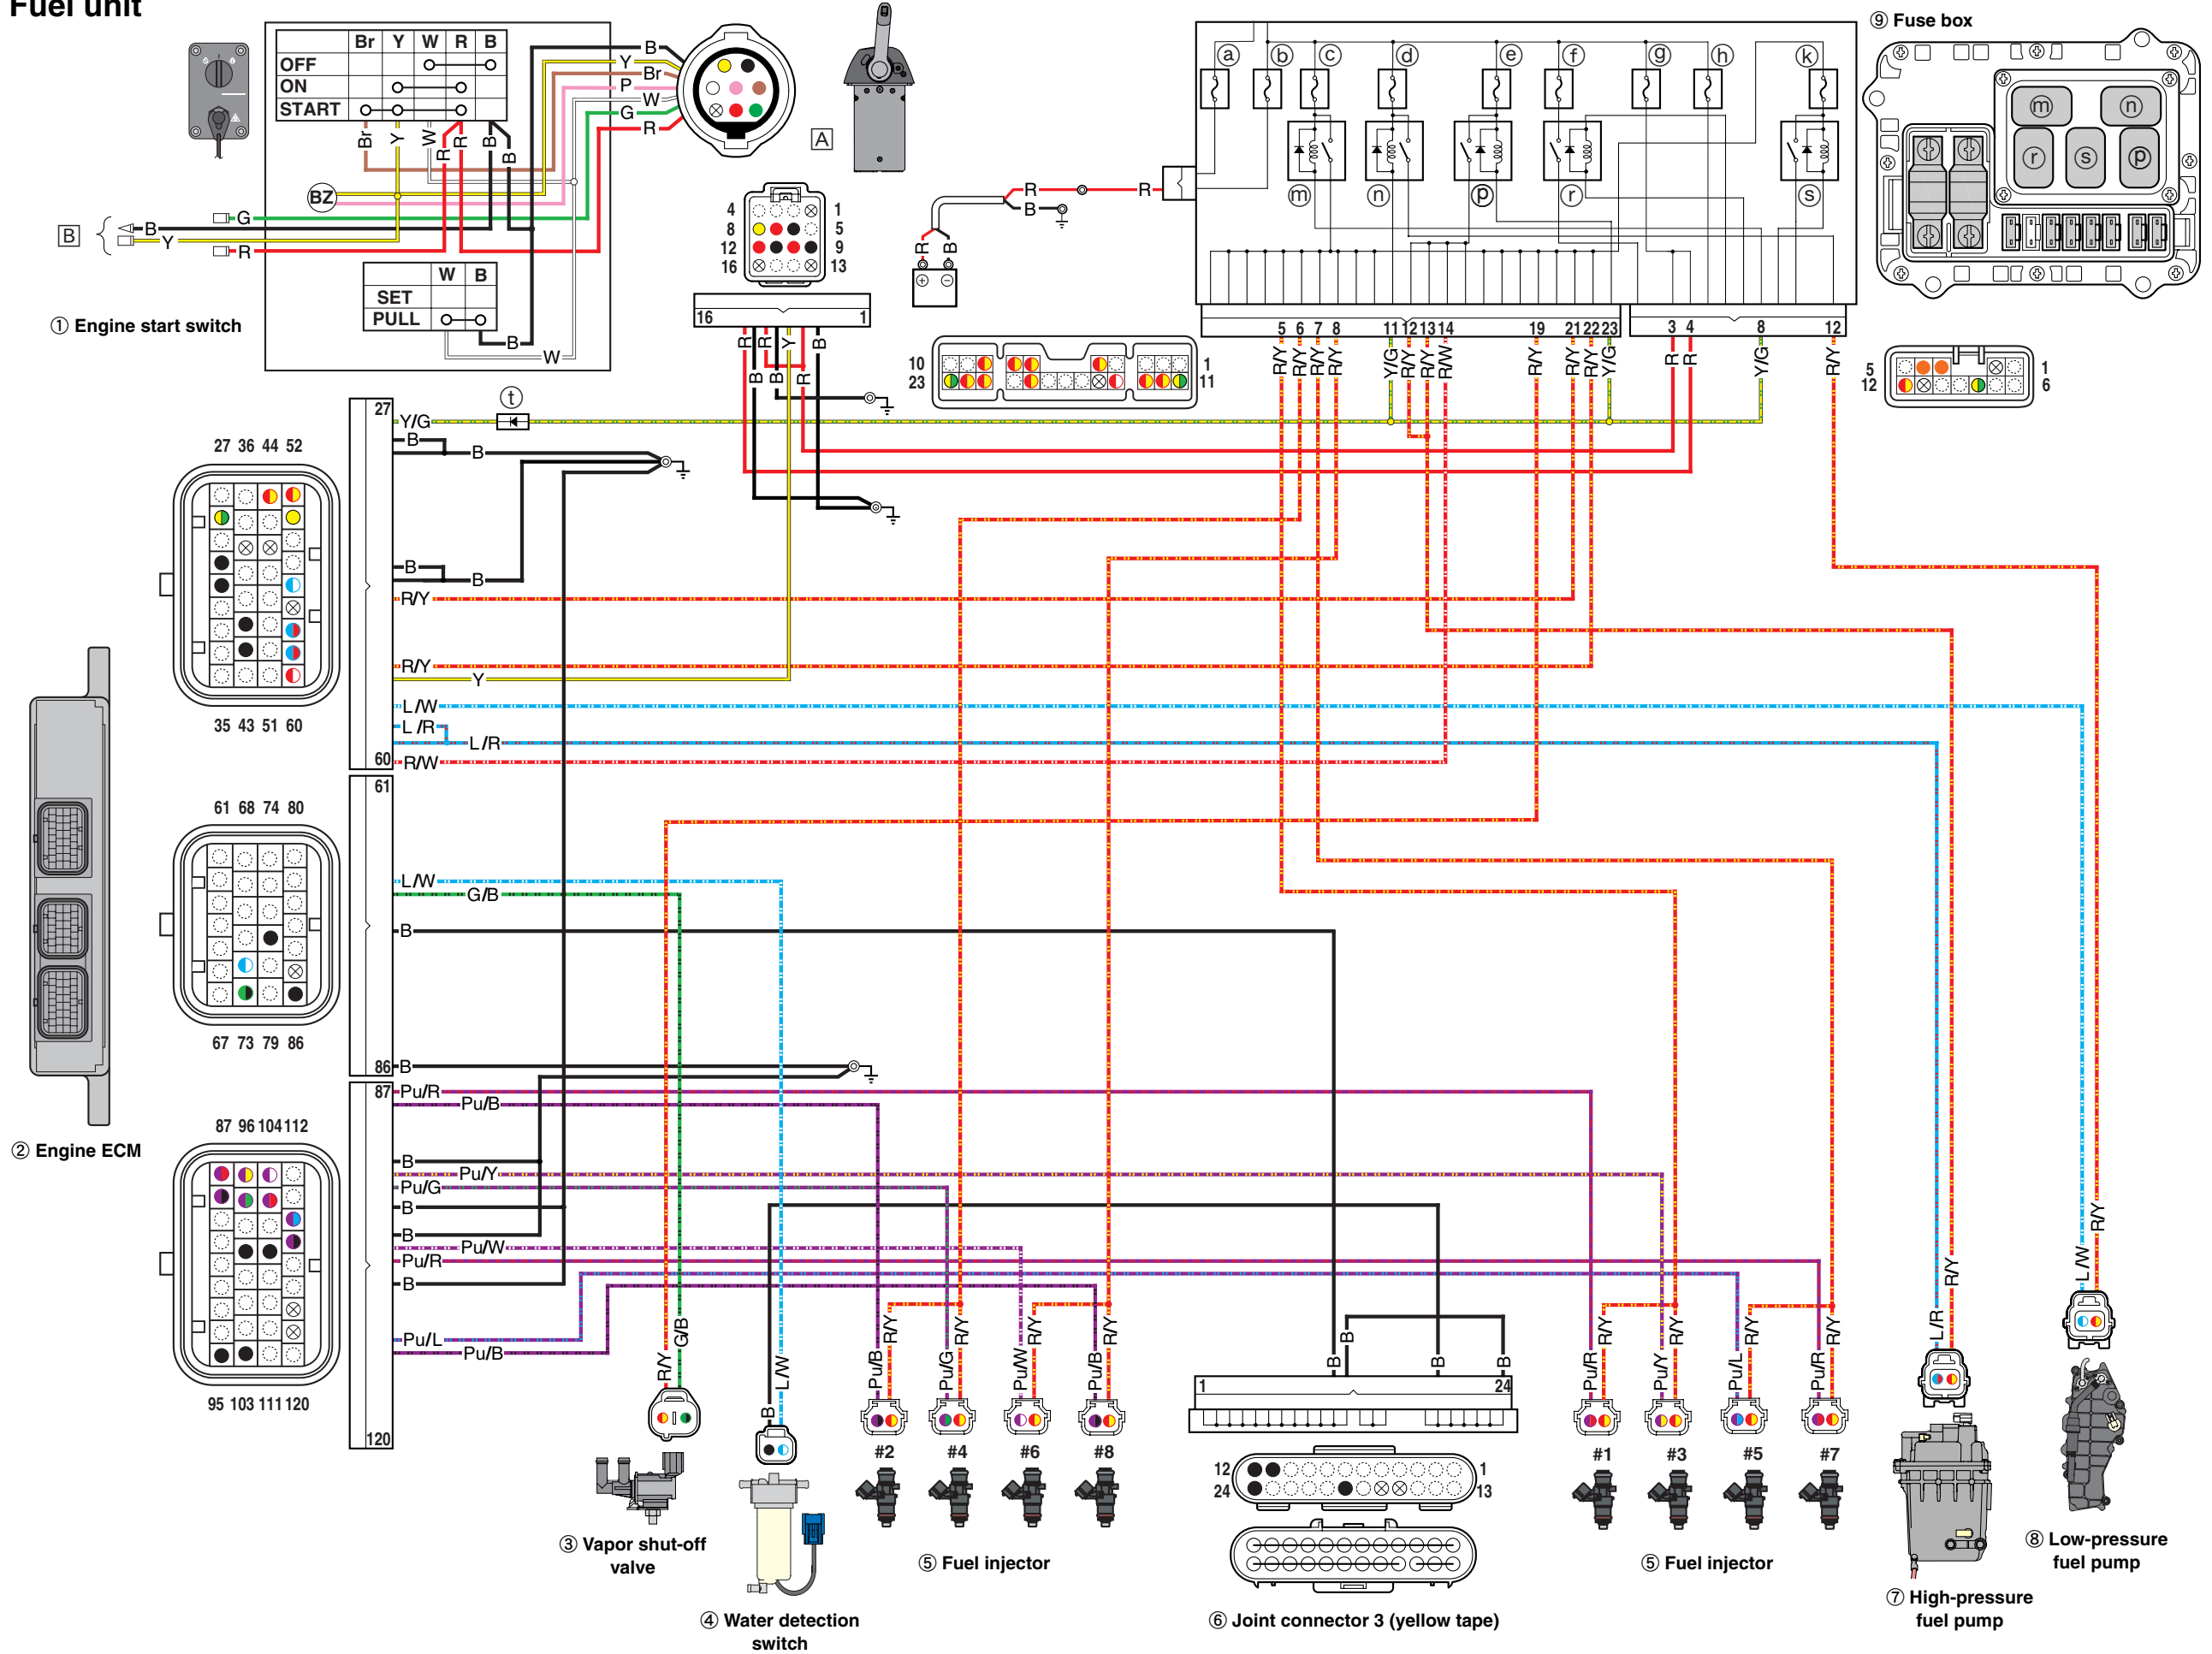 Fuel unit
Br Y W R B
OFF
ON
START
Br Y W R R B B
B
Y
Br
P
W
G
R
BZ
G
B
Y
R
B
W B
SET
PULL
B
W
① Engine start switch
A
4 1
8 5
12 9
16 13
16 1
R B R B Y R B
R R
B
R B
+ −
ⓐ ⓑ ⓒ ⓓ ⓔ ⓕ ⓖ ⓗ ⓚ
ⓜ ⓝ ⓟ ⓡ ⓢ
5 6 7 8 11 12 13 14 19 21 22 23 3 4 8 12
R/Y R/Y R/Y R/Y Y/G R/Y R/Y R/W R/Y R/Y R/Y Y/G R R Y/G R/Y
⑨ Fuse box
ⓜ ⓝ
ⓡ ⓢ ⓟ
10 1
23 11
5 1
12 6
ⓣ
27
Y/G
B
B
B
B
R/Y
R/Y
Y
L/W
L/R
L/R
60
R/W
27 36 44 52
35 43 51 60
61
L/W
G/B
B
86
B
61 68 74 80
67 73 79 86
87
Pu/R
Pu/B
B
Pu/Y
Pu/G
B
B
Pu/W
Pu/R
B
Pu/L
Pu/B
120
② Engine ECM
87 96 104 112
95 103 111 120
R/Y G/B
B L/W
Pu/B R/Y Pu/G R/Y Pu/W R/Y Pu/B R/Y
B B B B
1 24
Pu/R R/Y Pu/Y R/Y Pu/L R/Y Pu/R R/Y
L/R R/Y
L/W R/Y
#2 #4 #6 #8
12 1
24 13
#1 #3 #5 #7
③ Vapor shut-off
valve
④ Water detection
switch
⑤ Fuel injector
⑥ Joint connector 3 (yellow tape)
⑤ Fuel injector
⑦ High-pressure
fuel pump
⑧ Low-pressure
fuel pump